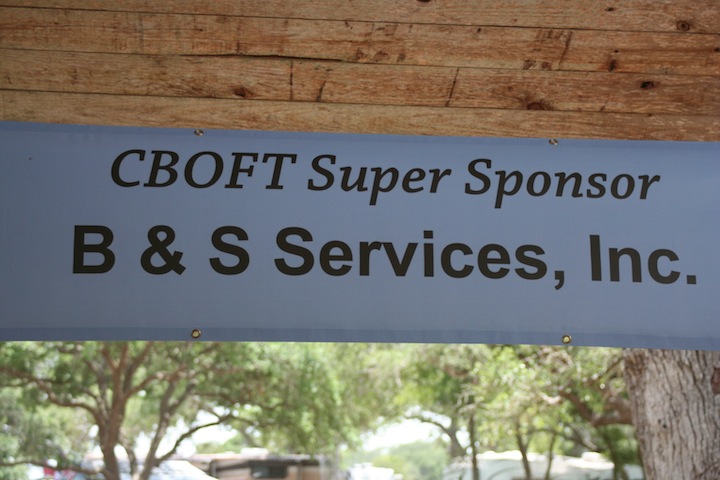 CBOFT Super Sponsor
B & S Services, Inc.